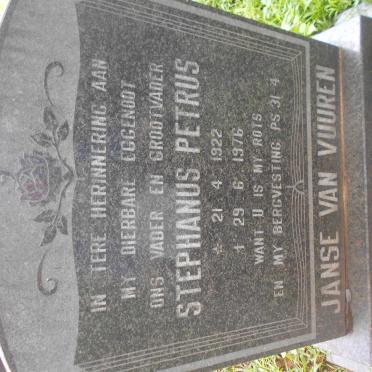 IN TERE HERINNERING AAN
MY DIERBARE EGGENOOT
ONS VADER EN GROOTVADER
STEPHANUS PETRUS
☆ 21 4 1922
+ 29 6 1976
WANT U IS MY ROTS
EN MY BERGVESTING PS 31 4
JANSE VAN VUUREN